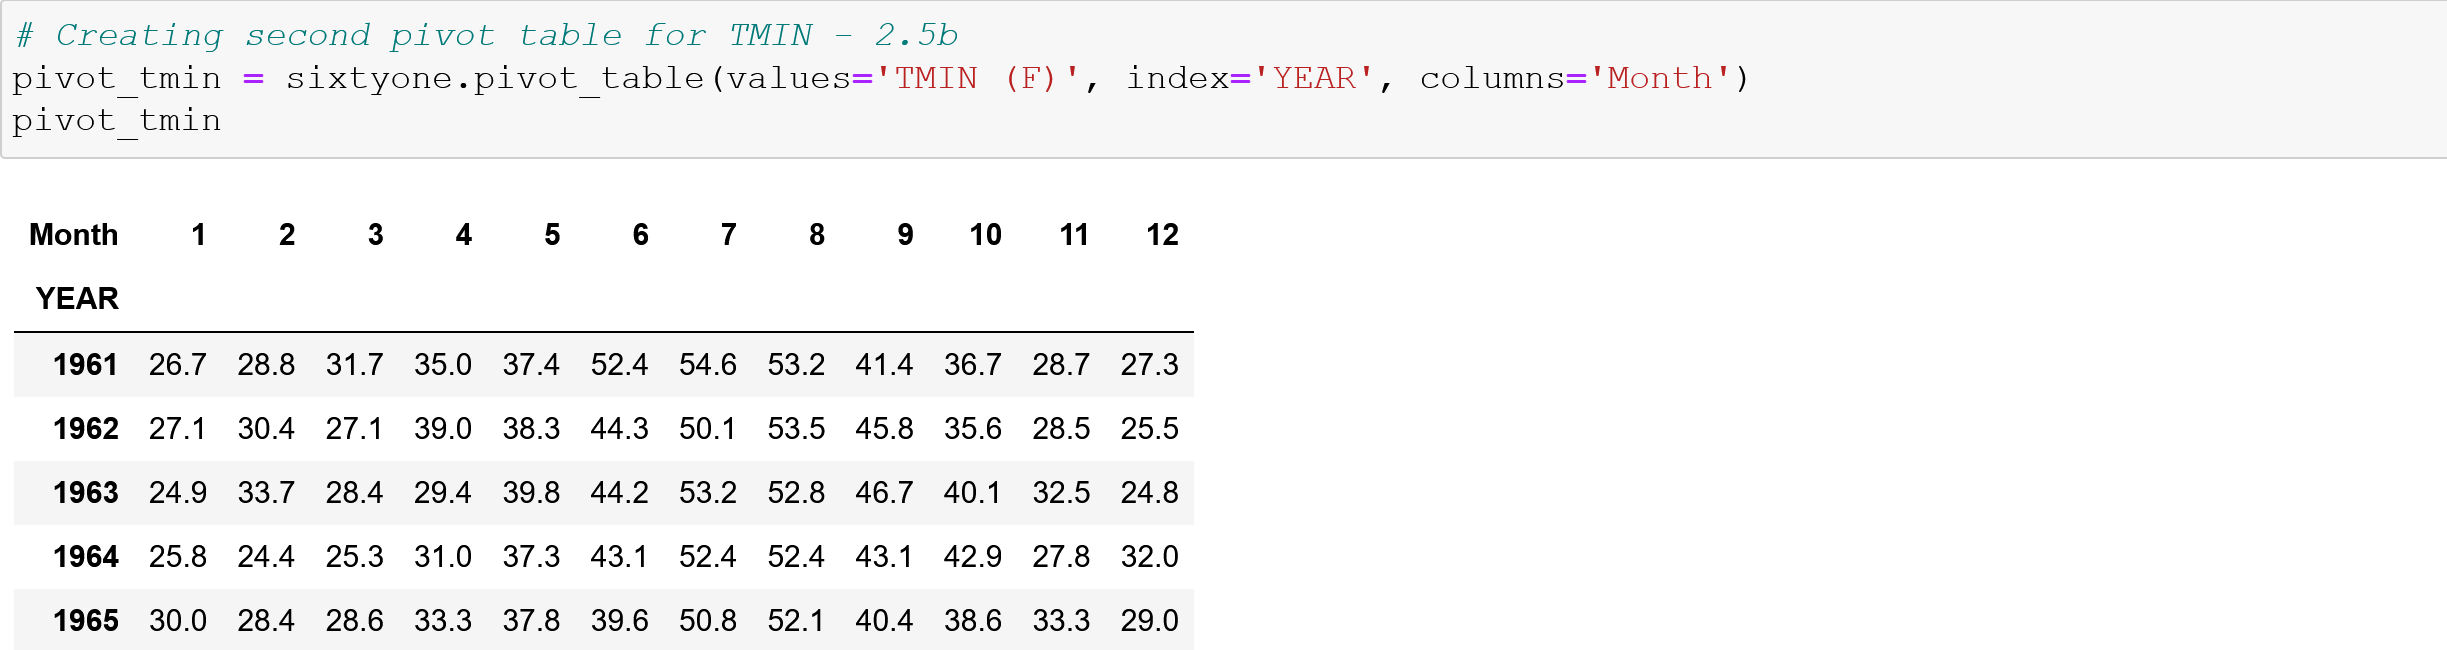 # Creating second pivot table for TMIN - 2.5b
pivot_tmin = sixtyone.pivot_table(values='TMIN (F)', index='YEAR', columns='Month')
pivot_tmin
Month 1 2 3 4 5 6 7 8 9 10 11 12
YEAR
1961 26.7 28.8 31.7 35.0 37.4 52.4 54.6 53.2 41.4 36.7 28.7 27.3
1962 27.1 30.4 27.1 39.0 38.3 44.3 50.1 53.5 45.8 35.6 28.5 25.5
1963 24.9 33.7 28.4 29.4 39.8 44.2 53.2 52.8 46.7 40.1 32.5 24.8
1964 25.8 24.4 25.3 31.0 37.3 43.1 52.4 52.4 43.1 42.9 27.8 32.0
1965 30.0 28.4 28.6 33.3 37.8 39.6 50.8 52.1 40.4 38.6 33.3 29.0